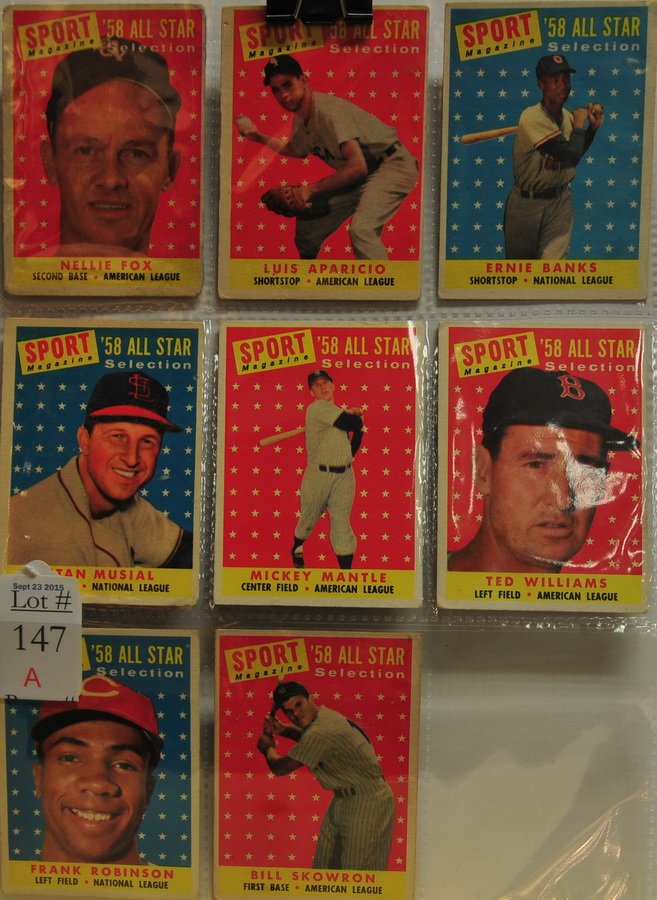 SPORT '58 ALL STAR
Magazine Selection
NELLIE FOX
SECOND BASE • AMERICAN LEAGUE
SPORT '58 ALL STAR
Magazine Selection
LUIS APARICIO
SHORTSTOP • AMERICAN LEAGUE
SPORT '58 ALL STAR
Magazine Selection
ERNIE BANKS
SHORTSTOP • NATIONAL LEAGUE
SPORT '58 ALL STAR
Magazine Selection
TAN MUSIAL
• NATIONAL LEAGUE
SPORT '58 ALL STAR
Magazine Selection
MICKEY MANTLE
CENTER FIELD • AMERICAN LEAGUE
SPORT '58 ALL STAR
Magazine Selection
B
TED WILLIAMS
LEFT FIELD • AMERICAN LEAGUE
Sept 23 2015
Lot #
147
A
'58 ALL STAR
Selection
FRANK ROBINSON
LEFT FIELD • NATIONAL LEAGUE
SPORT '58 ALL STAR
Magazine Selection
BILL SKOWRON
FIRST BASE • AMERICAN LEAGUE